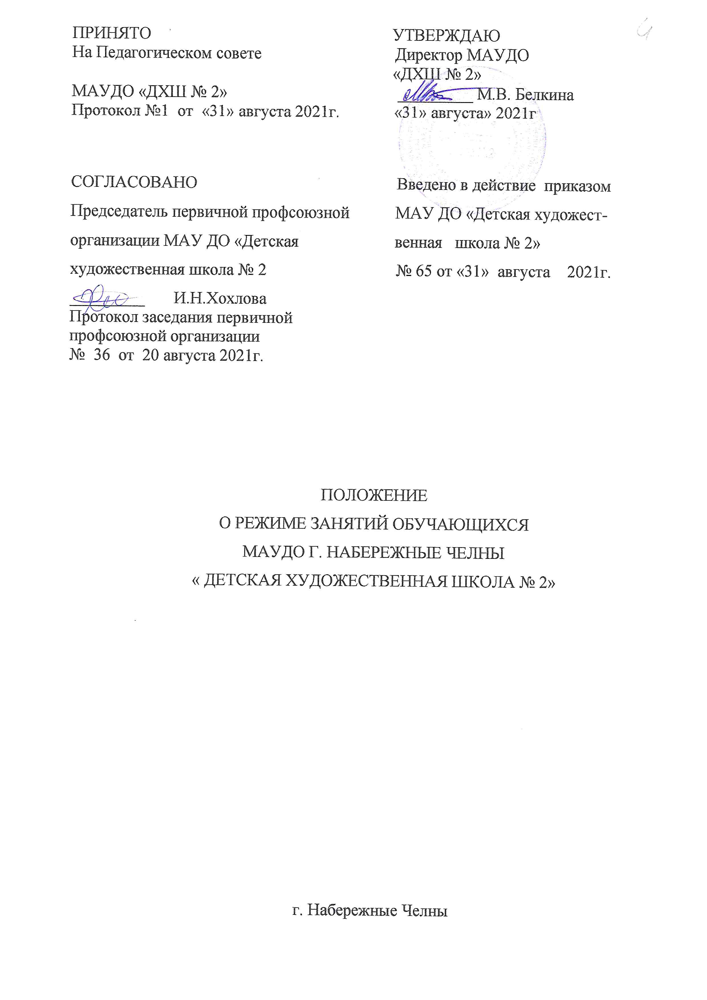 ПРИНЯТО
На Педагогическом совете
МАУДО «ДХШ № 2»
Протокол №1 от «31» августа 2021г.
УТВЕРЖДАЮ
Директор МАУДО
«ДХШ № 2»
___________ М.В. Белкина
«31» августа» 2021г
СОГЛАСОВАНО
Председатель первичной профсоюзной
организации МАУ ДО «Детская
художественная школа № 2
___________ И.Н.Хохлова
Протокол заседания первичной
профсоюзной организации
№ 36 от 20 августа 2021г.
Введено в действие приказом
МАУ ДО «Детская художест-
венная школа № 2»
№ 65 от «31» августа 2021г.
ПОЛОЖЕНИЕ
О РЕЖИМЕ ЗАНЯТИЙ ОБУЧАЮЩИХСЯ
МАУДО Г. НАБЕРЕЖНЫЕ ЧЕЛНЫ
« ДЕТСКАЯ ХУДОЖЕСТВЕННАЯ ШКОЛА № 2»
г. Набережные Челны